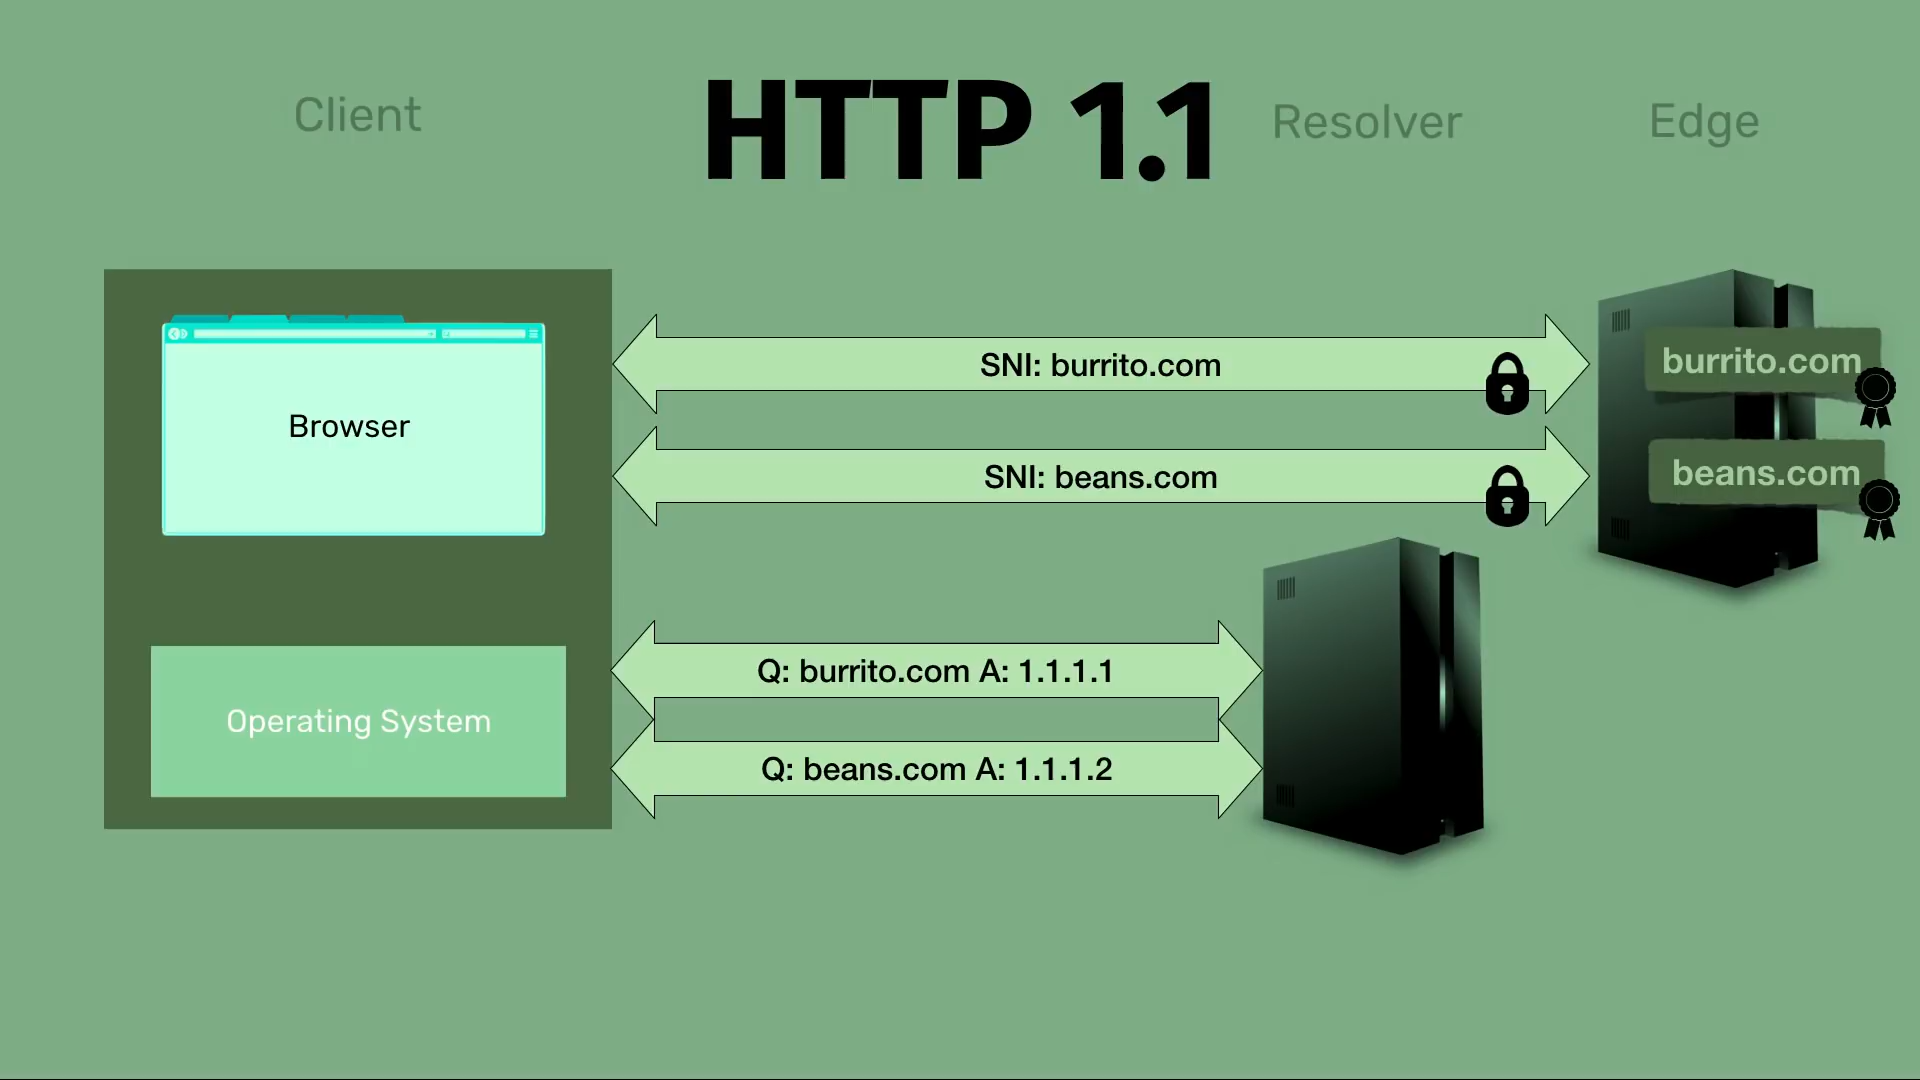 Client
HTTP 1.1
Resolver
Edge
SNI: burrito.com
burrito.com
Browser
SNI: beans.com
beans.com
Q: burrito.com A: 1.1.1.1
Operating System
Q: beans.com A: 1.1.1.2